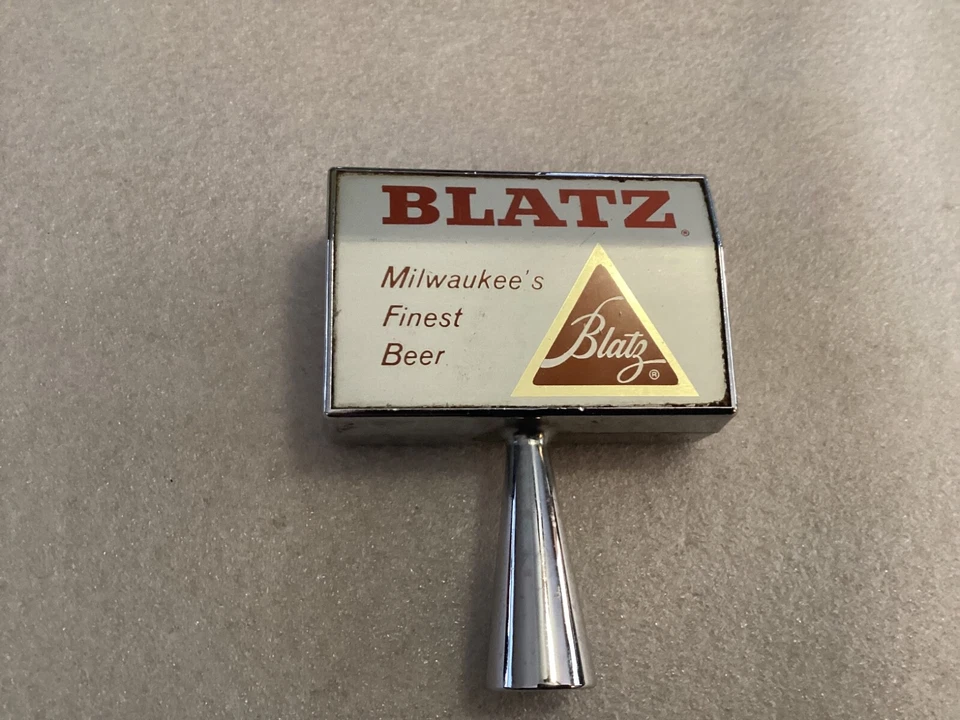 BLATZ®
Milwaukee's
Finest
Beer
Blatz®